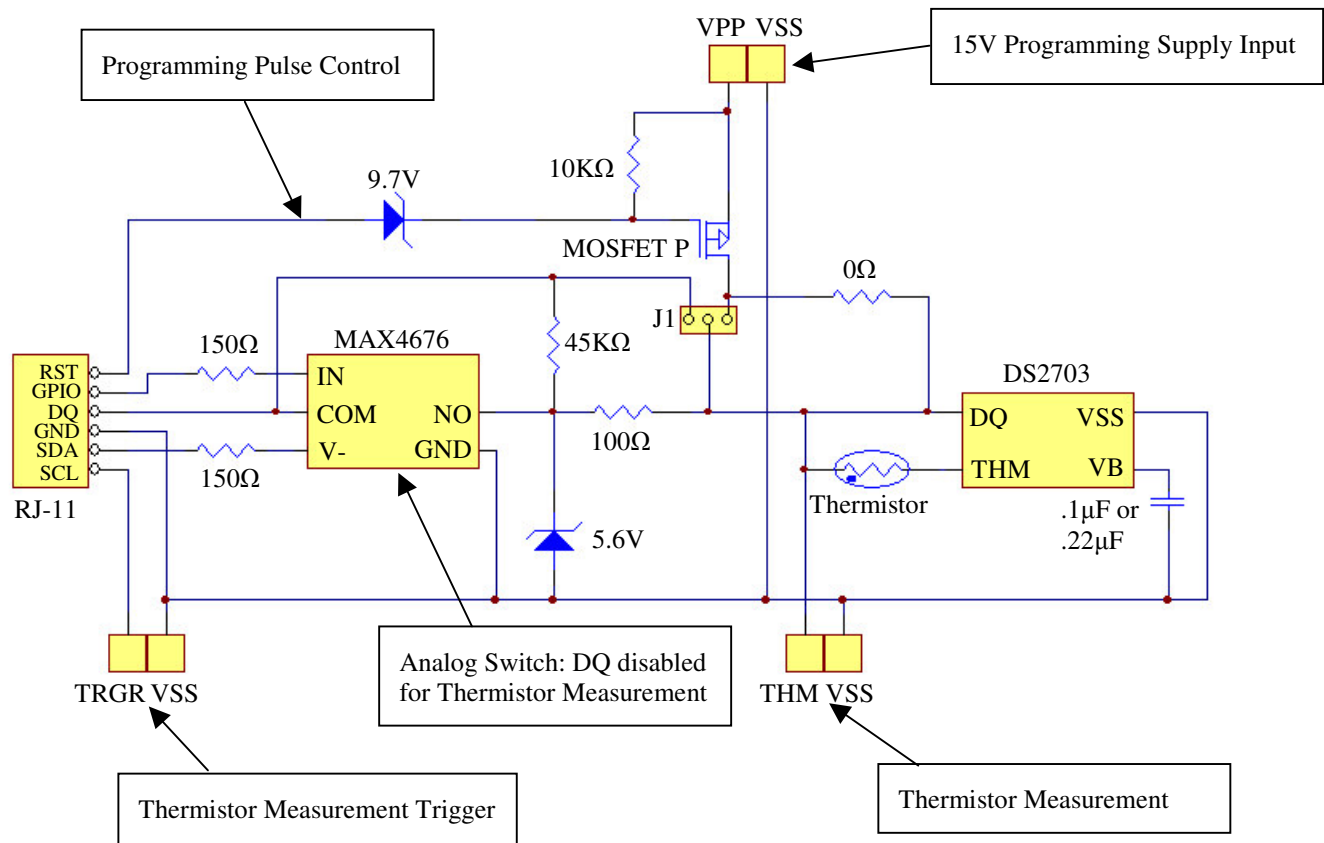 VPP VSS
15V Programming Supply Input
Programming Pulse Control
10KΩ
9.7V
MOSFET P
0Ω
J1
MAX4676
45KΩ
150Ω
DS2703
RST
GPIO
DQ
GND
SDA
SCL
IN
COM
V-
NO
GND
100Ω
DQ
THM
VSS
VB
150Ω
RJ-11
Thermistor
.1µF or
.22µF
5.6V
Analog Switch: DQ disabled
for Thermistor Measurement
TRGR VSS
THM VSS
Thermistor Measurement Trigger
Thermistor Measurement